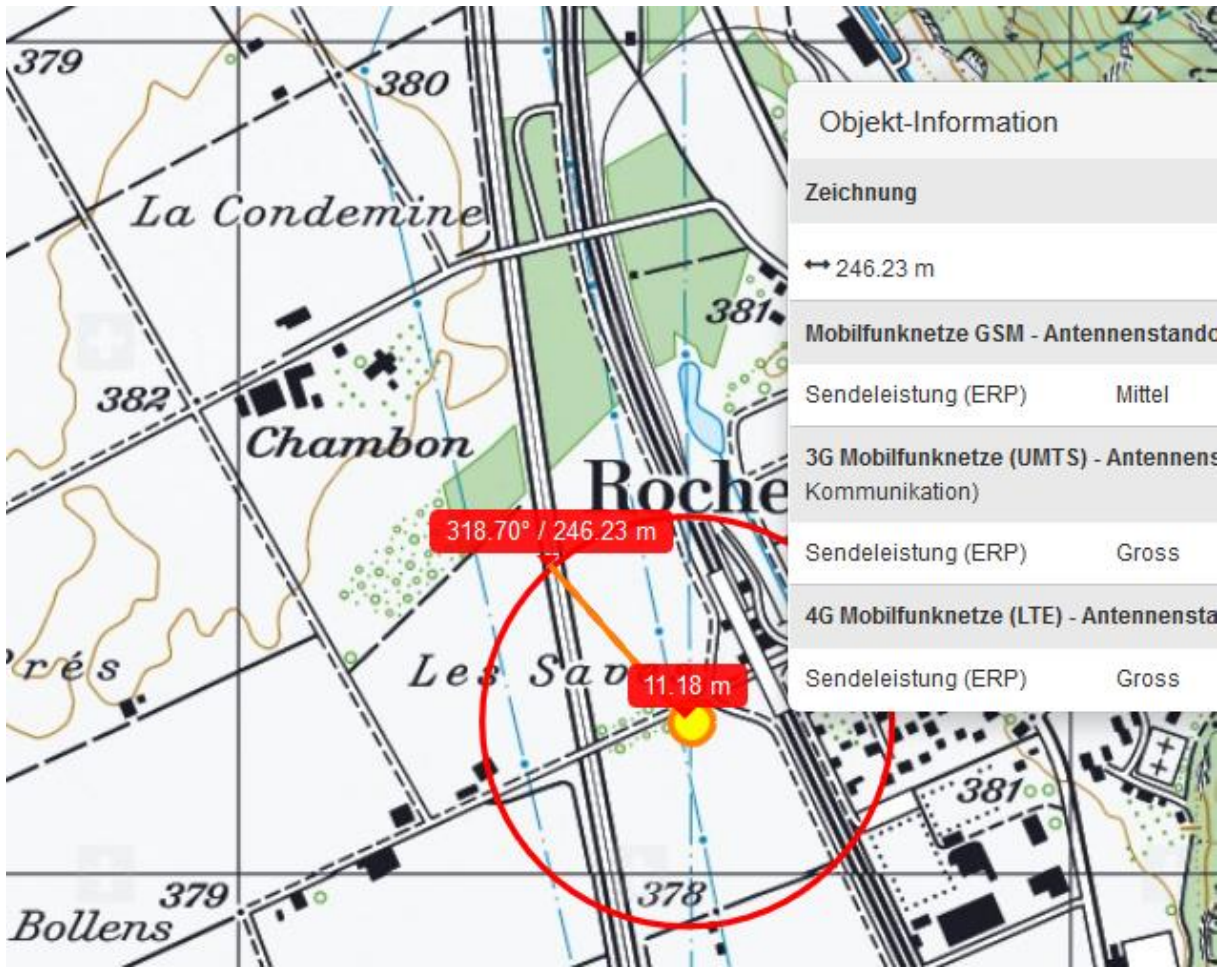 379
380
La Condemine
381
382
Chambon
Roche
318.70° / 246.23 m
Les Sav
11.18 m
rés
381
379
378
Bollens
Objekt-Information
Zeichnung
246.23 m
Mobilfunknetze GSM - Antennenstando
Sendeleistung (ERP) Mittel
3G Mobilfunknetze (UMTS) - Antennens
Kommunikation)
Sendeleistung (ERP) Gross
4G Mobilfunknetze (LTE) - Antennensta
Sendeleistung (ERP) Gross